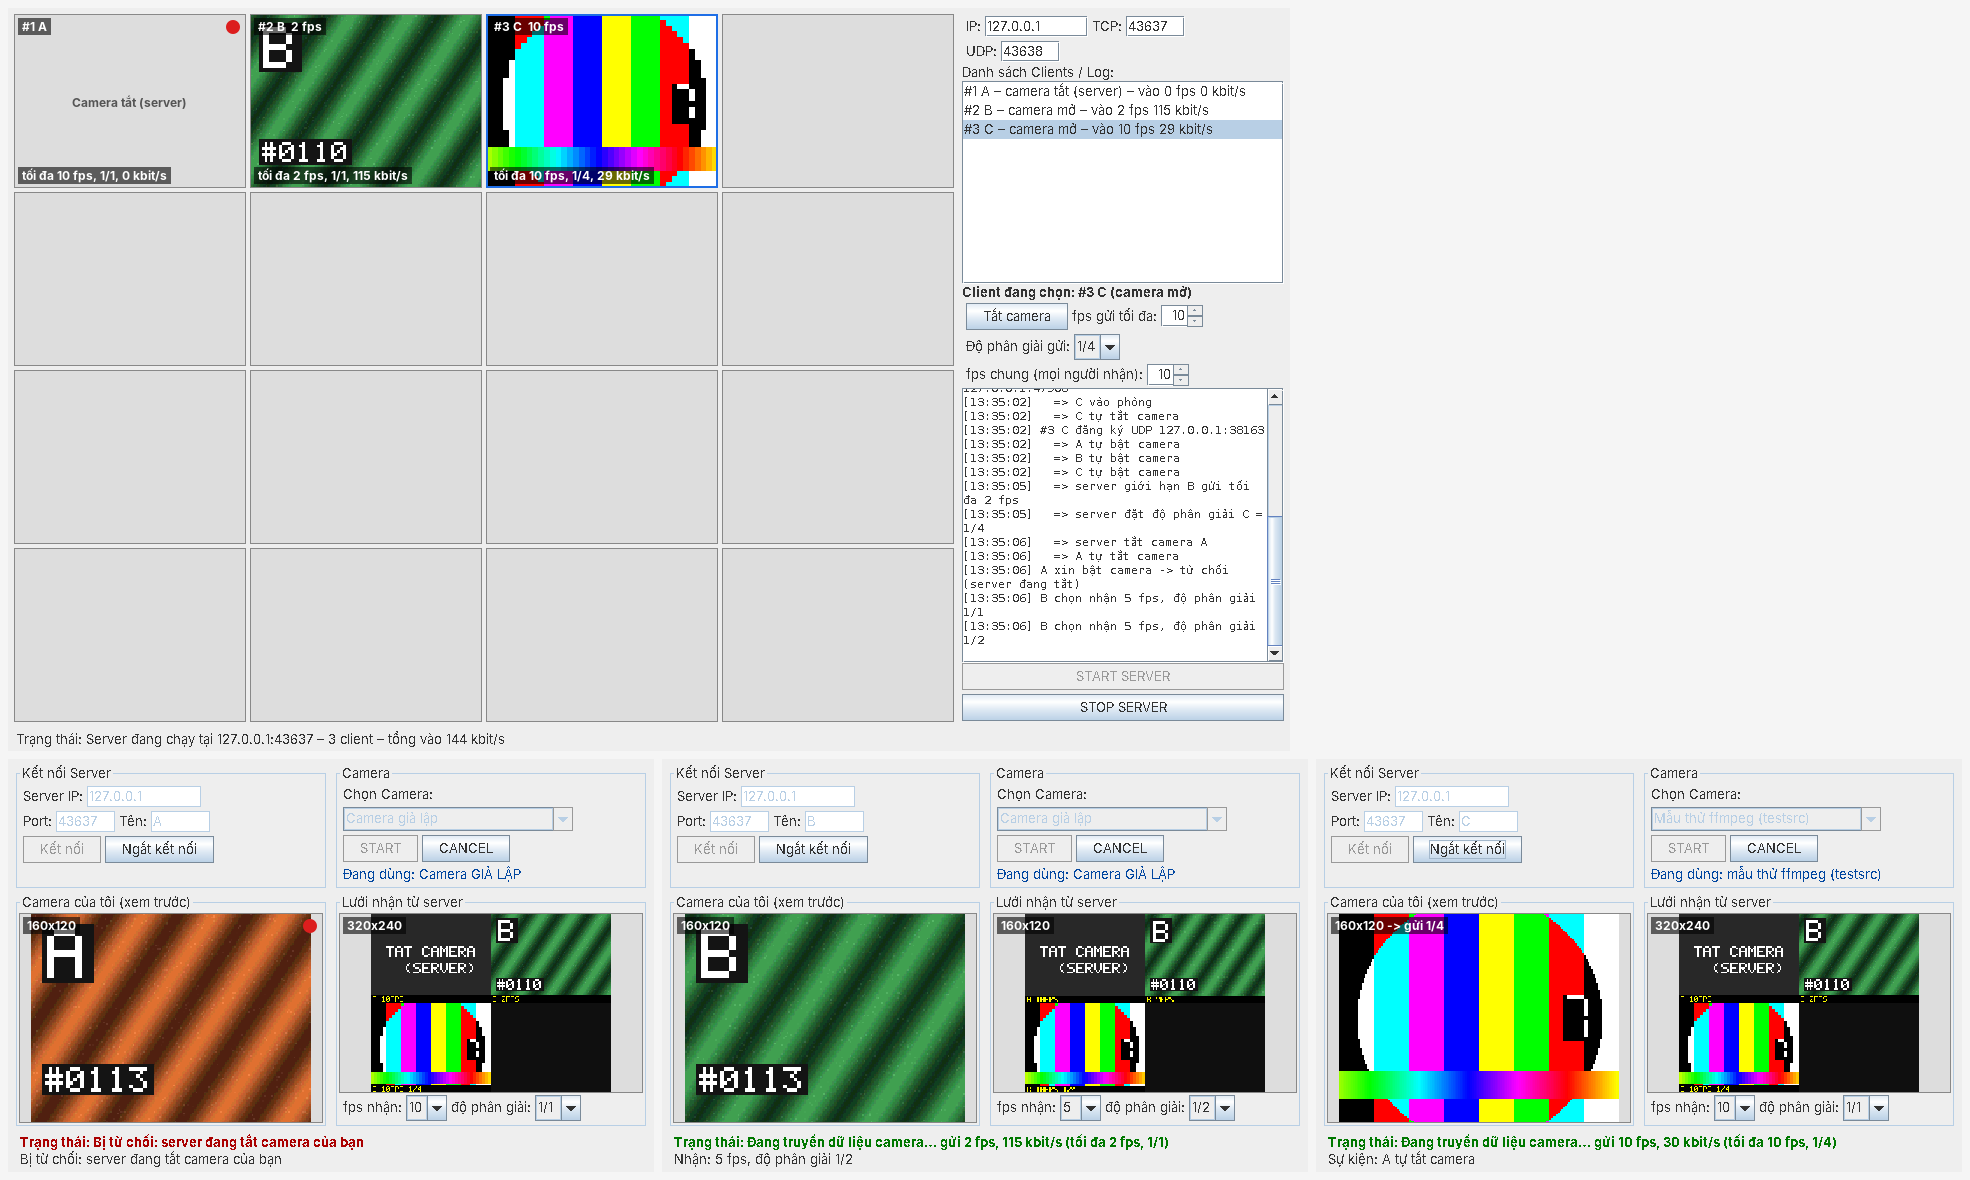 #1 A
Camera tắt (server)
tối đa 10 fps, 1/1, 0 kbit/s
#2 B 2 fps
B
#0110
tối đa 2 fps, 1/1, 115 kbit/s
#3 C 10 fps
tối đa 10 fps, 1/4, 29 kbit/s
IP: 127.0.0.1 TCP: 43637
UDP: 43638
Danh sách Clients / Log:
#1 A – camera tắt (server) – vào 0 fps 0 kbit/s
#2 B – camera mở – vào 2 fps 115 kbit/s
#3 C – camera mở – vào 10 fps 29 kbit/s
Client đang chọn: #3 C (camera mở)
Tắt camera fps gửi tối đa: 10
Độ phân giải gửi: 1/4
fps chung (mọi người nhận): 10
[13:35:02] => C vào phòng
[13:35:02] => C tự tắt camera
[13:35:02] #3 C đăng ký UDP 127.0.0.1:38163
[13:35:02] => A tự bật camera
[13:35:02] => B tự bật camera
[13:35:02] => C tự bật camera
[13:35:05] => server giới hạn B gửi tối
đa 2 fps
[13:35:05] => server đặt độ phân giải C =
1/4
[13:35:06] => server tắt camera A
[13:35:06] => A tự tắt camera
[13:35:06] A xin bật camera -> từ chối
(server đang tắt)
[13:35:06] B chọn nhận 5 fps, độ phân giải
1/1
[13:35:06] B chọn nhận 5 fps, độ phân giải
1/2
START SERVER
STOP SERVER
Trạng thái: Server đang chạy tại 127.0.0.1:43637 – 3 client – tổng vào 144 kbit/s
Kết nối Server
Server IP: 127.0.0.1
Port: 43637 Tên: A
Kết nối Ngắt kết nối
Camera
Chọn Camera:
Camera giả lập
START CANCEL
Đang dùng: Camera GIẢ LẬP
Camera của tôi (xem trước)
160x120
A
#0113
Lưới nhận từ server
320x240
TAT CAMERA
(SERVER)
B
#0110
fps nhận: 10 độ phân giải: 1/1
Trạng thái: Bị từ chối: server đang tắt camera của bạn
Bị từ chối: server đang tắt camera của bạn
Kết nối Server
Server IP: 127.0.0.1
Port: 43637 Tên: B
Kết nối Ngắt kết nối
Camera
Chọn Camera:
Camera giả lập
START CANCEL
Đang dùng: Camera GIẢ LẬP
Camera của tôi (xem trước)
160x120
B
#0113
Lưới nhận từ server
160x120
TAT CAMERA
(SERVER)
B
#0110
fps nhận: 5 độ phân giải: 1/2
Trạng thái: Đang truyền dữ liệu camera... gửi 2 fps, 115 kbit/s (tối đa 2 fps, 1/1)
Nhận: 5 fps, độ phân giải 1/2
Kết nối Server
Server IP: 127.0.0.1
Port: 43637 Tên: C
Kết nối Ngắt kết nối
Camera
Chọn Camera:
Mẫu thử ffmpeg (testsrc)
START CANCEL
Đang dùng: mẫu thử ffmpeg (testsrc)
Camera của tôi (xem trước)
160x120 -> gửi 1/4
Lưới nhận từ server
320x240
TAT CAMERA
(SERVER)
B
#0110
fps nhận: 10 độ phân giải: 1/1
Trạng thái: Đang truyền dữ liệu camera... gửi 10 fps, 30 kbit/s (tối đa 10 fps, 1/4)
Sự kiện: A tự tắt camera